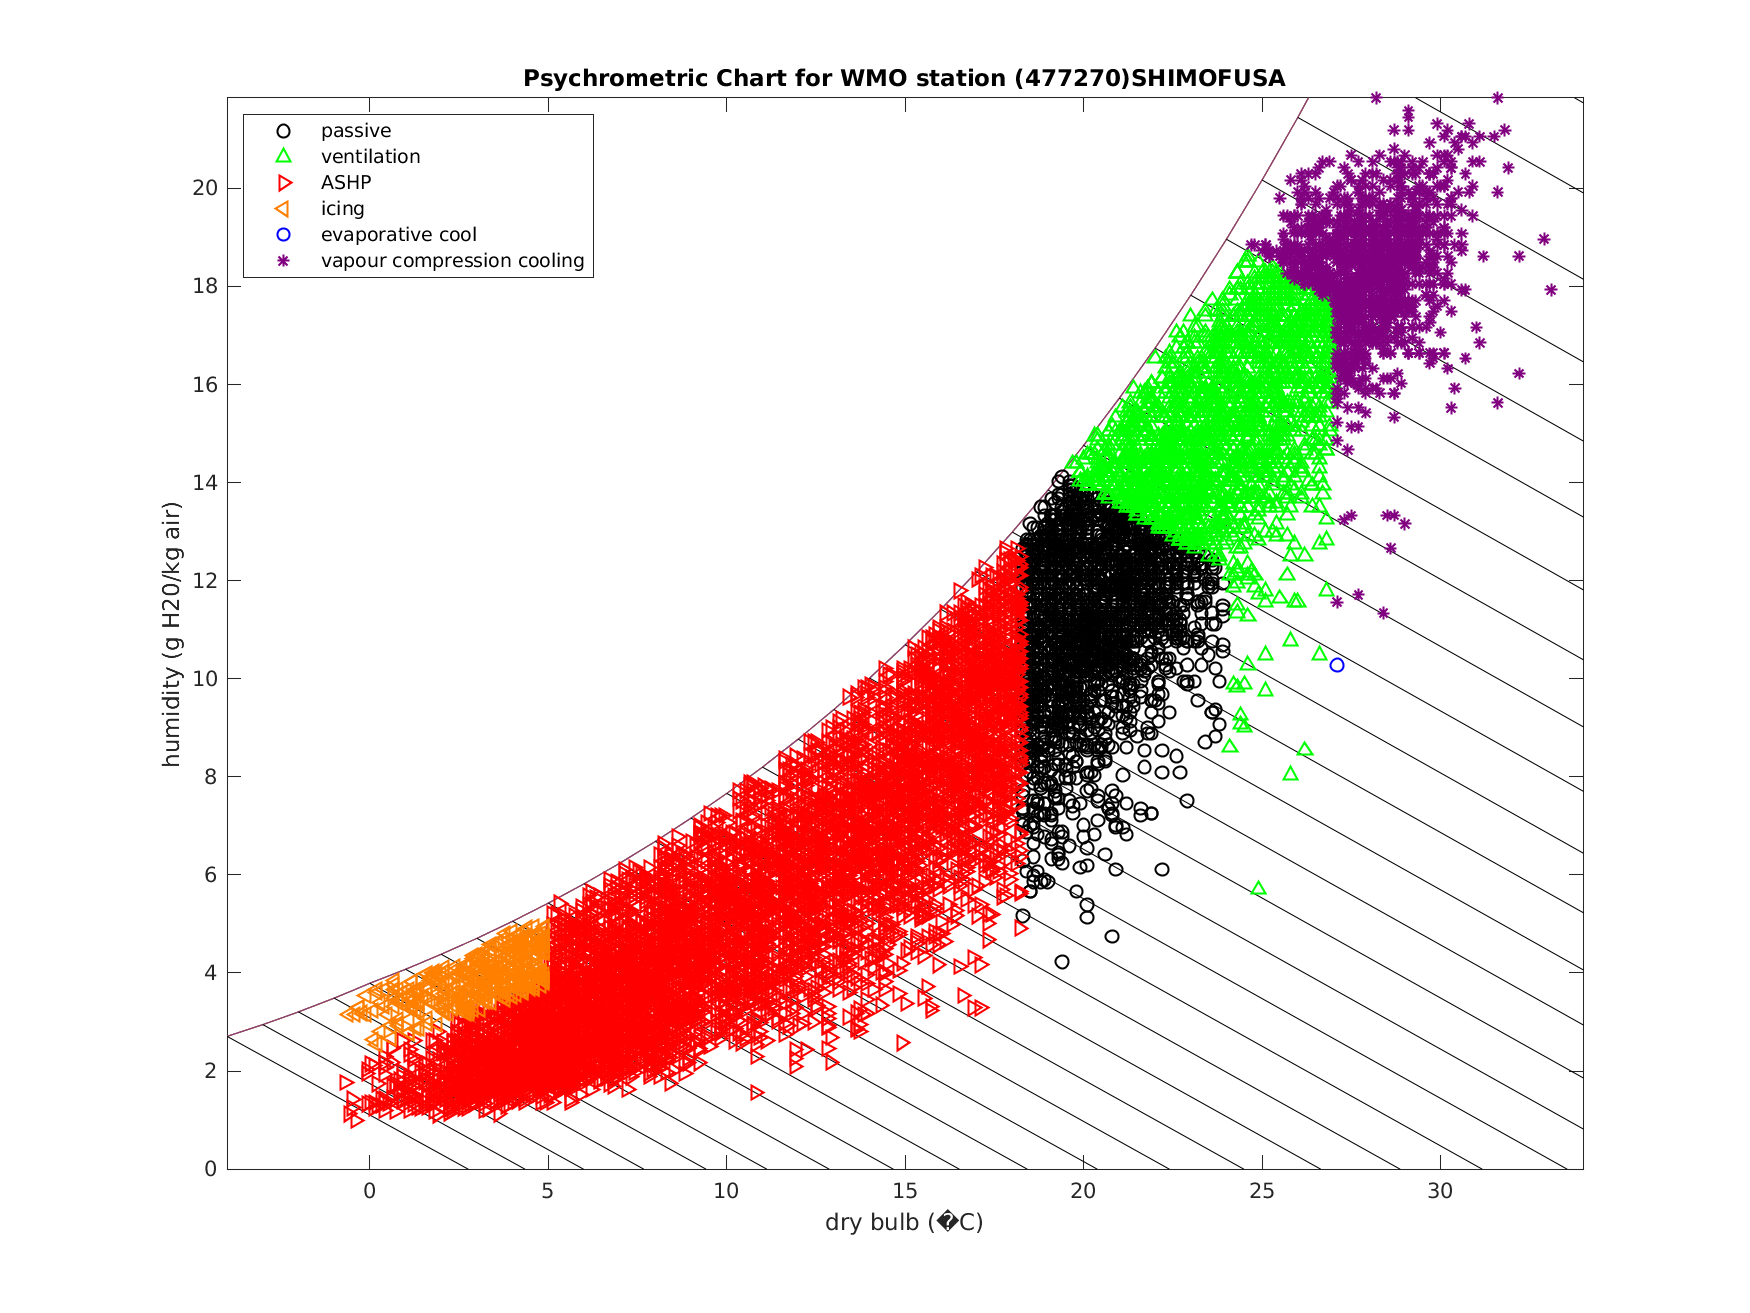 Psychrometric Chart for WMO station (477270)SHIMOFUSA
passive
ventilation
ASHP
icing
evaporative cool
vapour compression cooling
humidity (g H20/kg air)
20
18
16
14
12
10
8
6
4
2
0
0 5 10 15 20 25 30
dry bulb (�C)